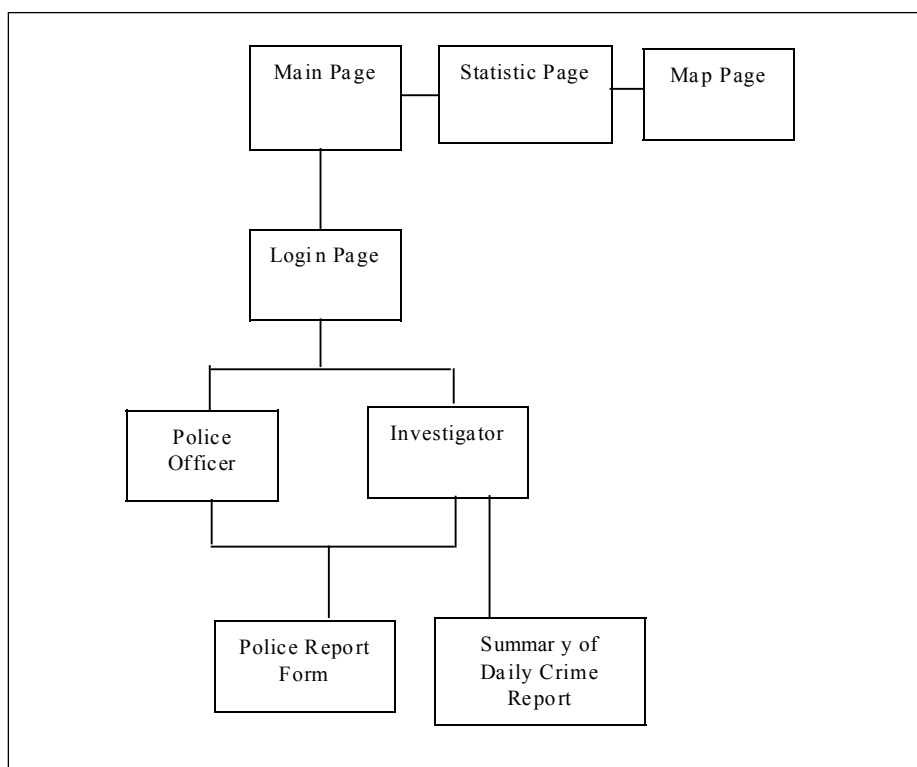 Main Page
Statistic Page
Map Page
Login Page
Police
Officer
Investigator
Police Report
Form
Summary of
Daily Crime
Report